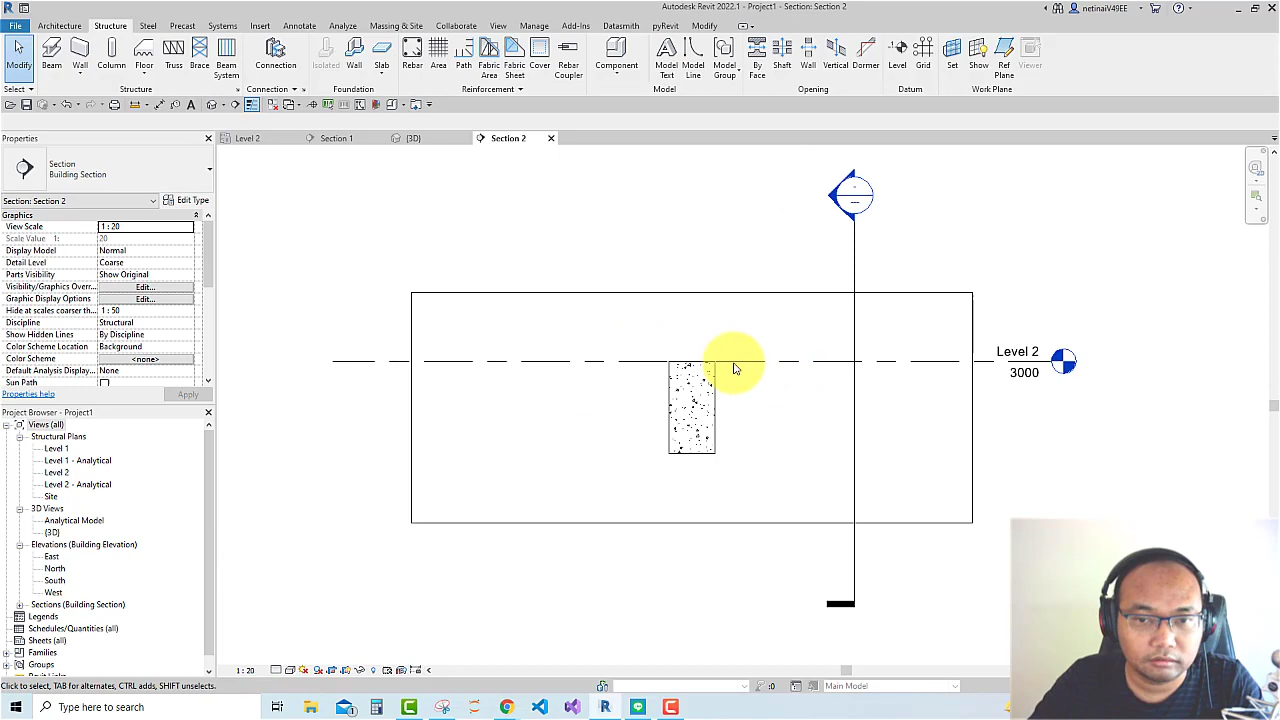 Autodesk Revit 2022.1 - Project1 - Section: Section 2
netinaiV49EE
File Architecture Structure Steel Precast Systems Insert Annotate Analyze Massing & Site Collaborate View Manage Add-Ins Datasmith pyRevit Modify
Modify Beam Wall Column Floor Truss Brace Beam System Connection Isolated Wall Slab Rebar Area Path Fabric Area Fabric Sheet Cover Rebar Coupler Component Model Text Model Line Model Group By Face Shaft Wall Vertical Dormer Level Grid Set Show Ref Plane Viewer
Select Structure Connection Foundation Reinforcement Model Opening Datum Work Plane
Properties
Level 2 Section 1 {3D} Section 2
Section
Building Section
Section: Section 2 Edit Type
Graphics
View Scale 1 : 20
Scale Value 1: 20
Display Model Normal
Detail Level Coarse
Parts Visibility Show Original
Visibility/Graphics Overr... Edit...
Graphic Display Options Edit...
Hide at scales coarser th... 1 : 50
Discipline Structural
Show Hidden Lines By Discipline
Color Scheme Location Background
Color Scheme <none>
Default Analysis Displa... None
Sun Path
Properties help Apply
Level 2
3000
Project Browser - Project1
Views (all)
Structural Plans
Level 1
Level 1 - Analytical
Level 2
Level 2 - Analytical
Site
3D Views
Analytical Model
{3D}
Elevations (Building Elevation)
East
North
South
West
Sections (Building Section)
Legends
Schedules/Quantities (all)
Sheets (all)
Families
Groups
1 : 20
Click to select, TAB for alternates, CTRL adds, SHIFT unselects.
:0 Main Model
Type here to search